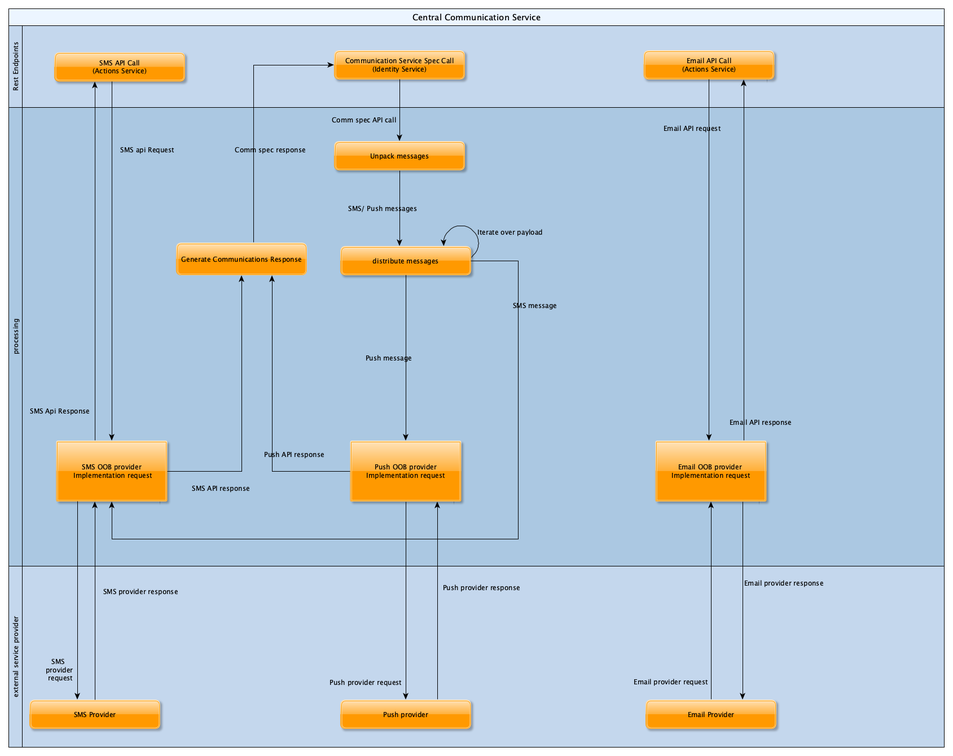 Central Communication Service
Rest Endpoints
SMS API Call
(Actions Service)
Communication Service Spec Call
(Identity Service)
Email API Call
(Actions Service)
processing
Comm spec API call
Email API request
SMS api Request
Comm spec response
Unpack messages
SMS/ Push messages
Iterate over payload
Generate Communications Response
distribute messages
SMS message
Push message
SMS Api Response
Email API response
Push API response
SMS OOB provider
Implementation request
Push OOB provider
Implementation request
Email OOB provider
Implementation request
SMS API response
external service provider
SMS provider response
Push provider response
Email provider response
SMS
provider
request
Push provider request
Email provider request
SMS Provider
Push provider
Email Provider